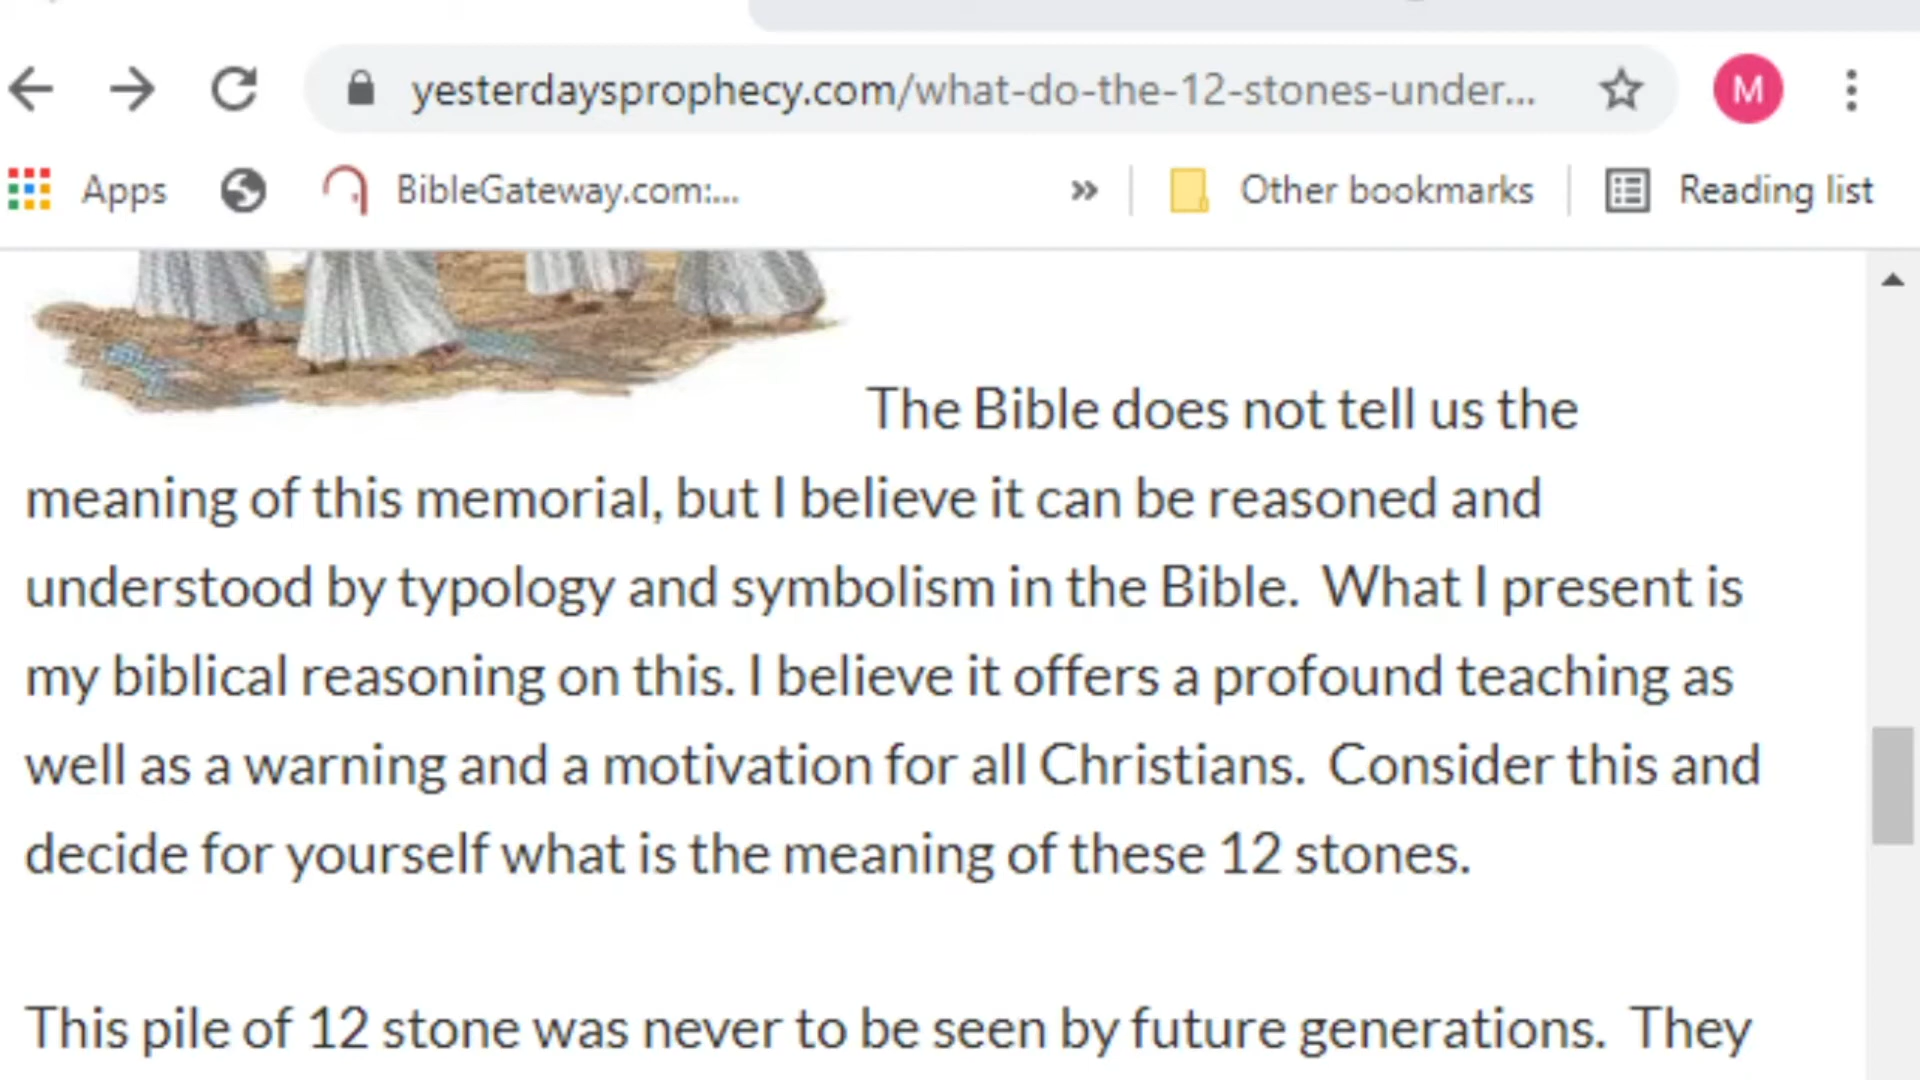 yesterdaysprophecy.com/what-do-the-12-stones-under...
M
Apps
BibleGateway.com:...
»
Other bookmarks
Reading list
The Bible does not tell us the
meaning of this memorial, but I believe it can be reasoned and
understood by typology and symbolism in the Bible.  What I present is
my biblical reasoning on this. I believe it offers a profound teaching as
well as a warning and a motivation for all Christians.  Consider this and
decide for yourself what is the meaning of these 12 stones.
This pile of 12 stone was never to be seen by future generations.  They